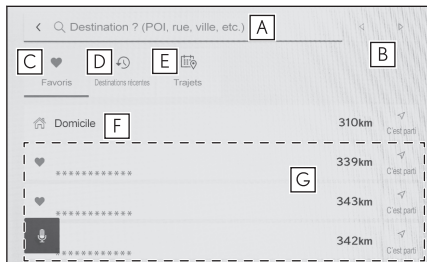 Destination ? (POI, rue, ville, etc.) A
B
C D E
Favoris Destinations récentes Trajets
Domicile F 310km C'est parti
339km C'est parti
************
G
343km C'est parti
************
342km C'est parti
************